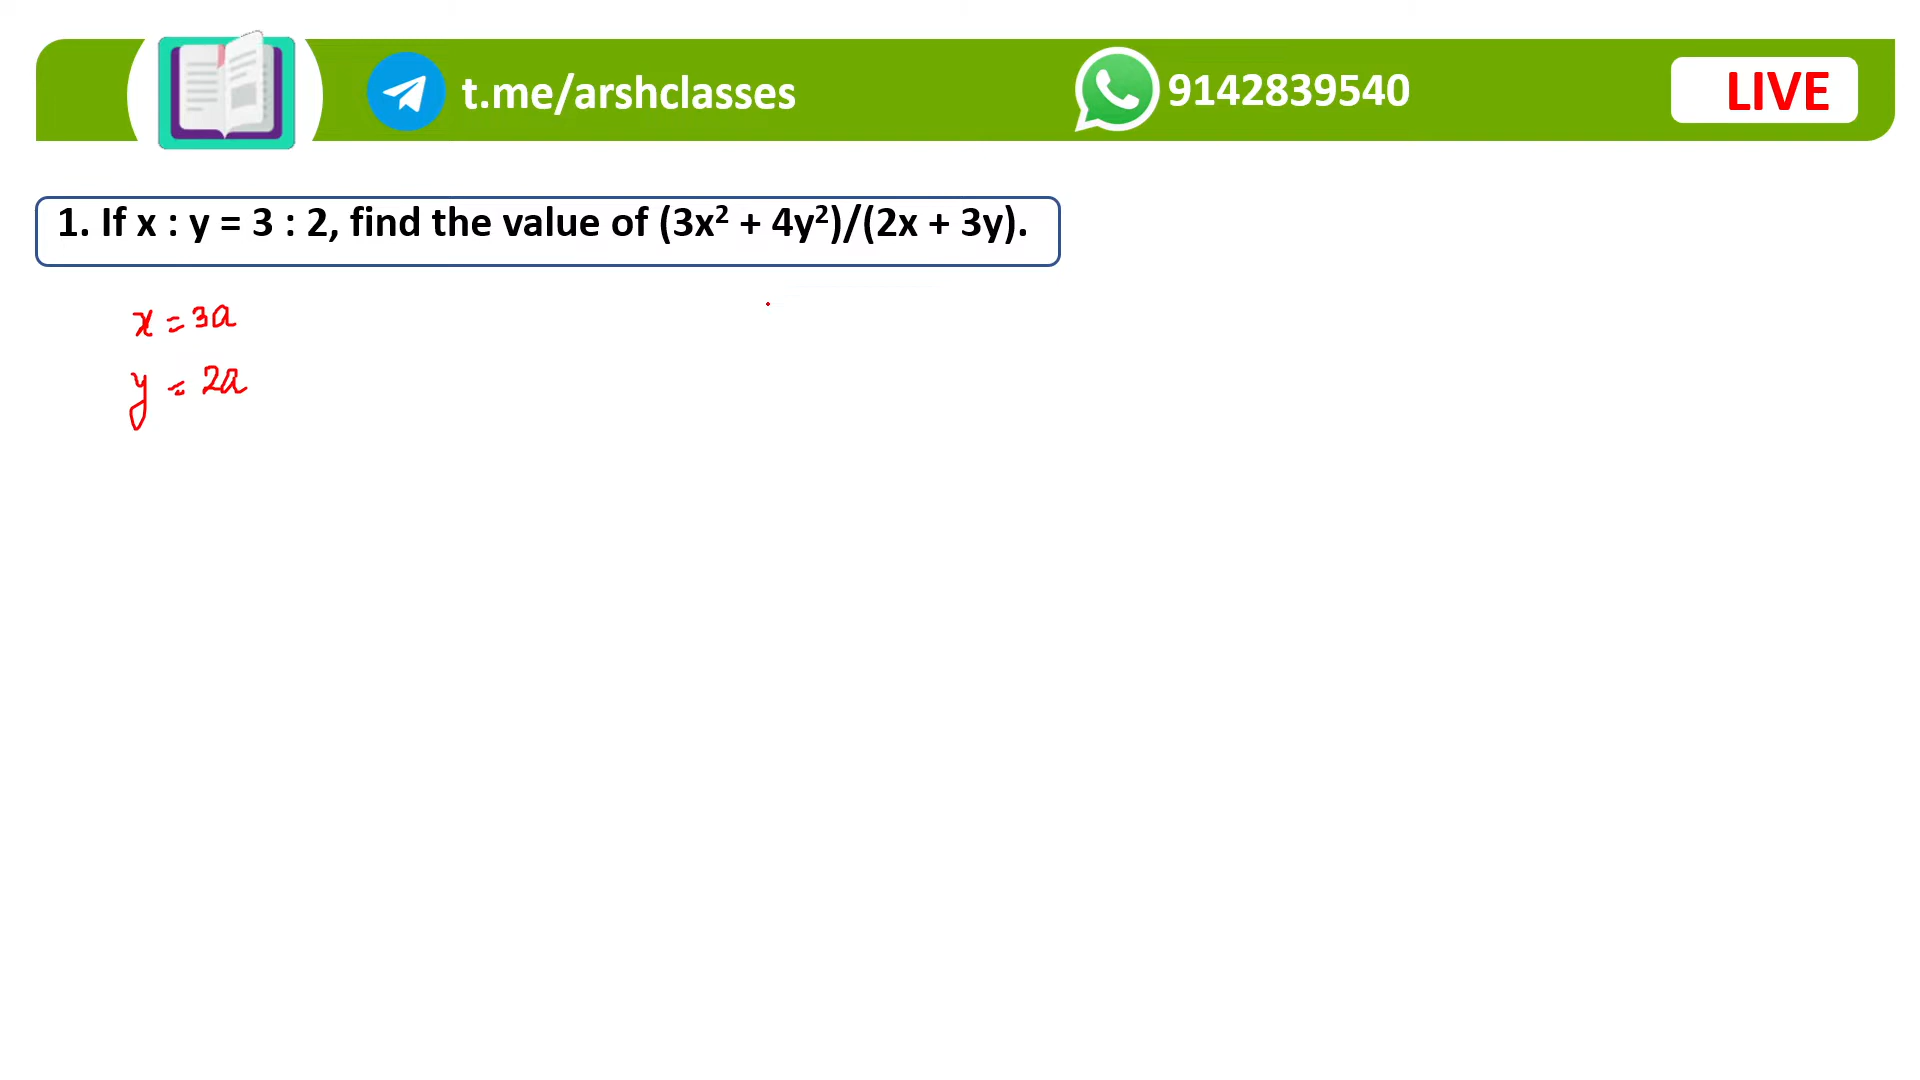 t.me/arshclasses 9142839540 LIVE
1. If x : y = 3 : 2, find the value of (3x² + 4y²)/(2x + 3y).
x = 3a
y = 2a